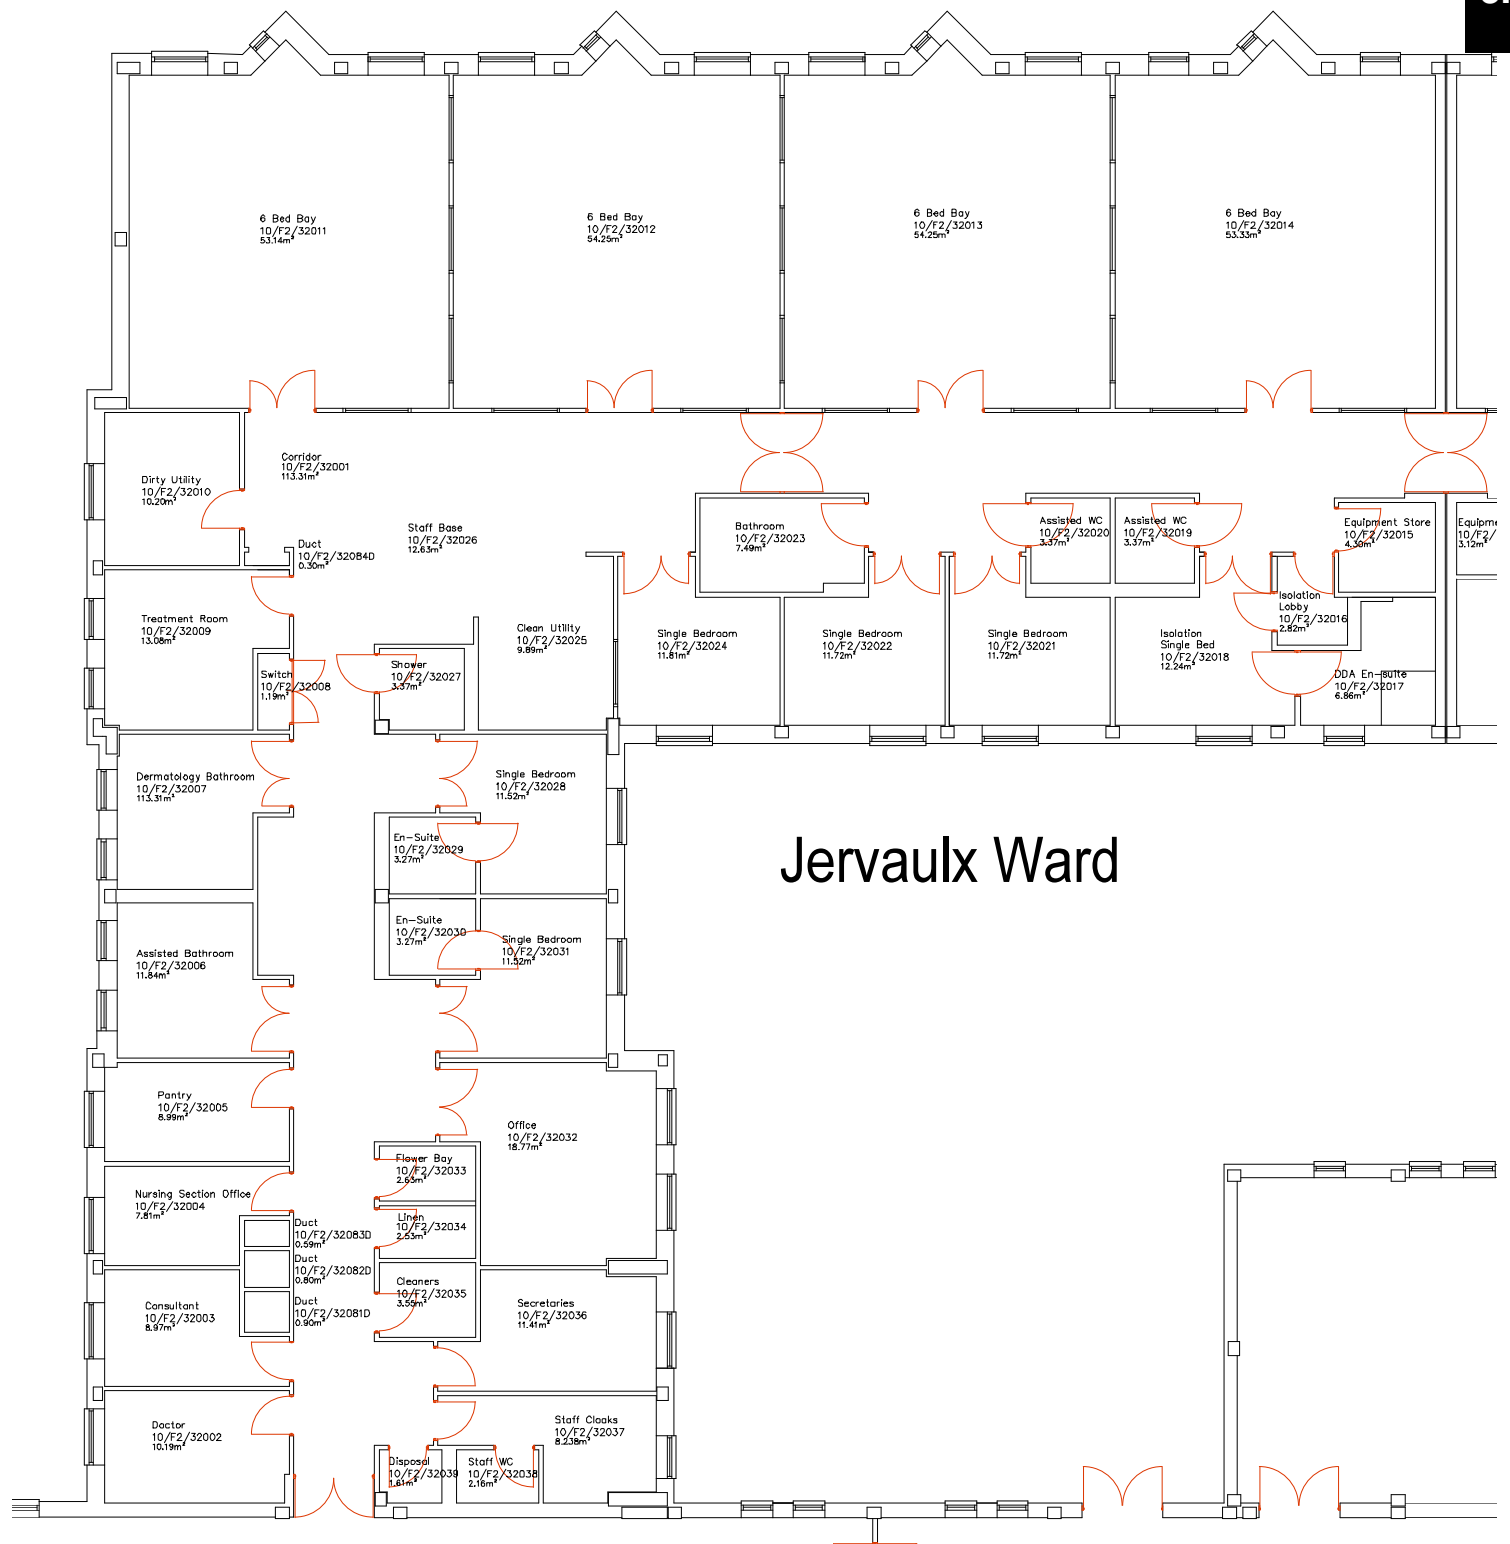 6 Bed Bay
10/F2/32011
53.14m²
6 Bed Bay
10/F2/32012
54.25m²
6 Bed Bay
10/F2/32013
54.25m²
6 Bed Bay
10/F2/32014
53.33m²
Corridor
10/F2/32001
113.31m²
Dirty Utility
10/F2/32010
10.20m²
Staff Base
10/F2/32026
12.63m²
Duct
10/F2/32084D
0.30m²
Bathroom
10/F2/32023
7.49m²
Assisted WC
10/F2/32020
3.37m²
Assisted WC
10/F2/32019
3.37m²
Equipment Store
10/F2/32015
4.30m²
Equipme
10/F2/
3.12m²
Treatment Room
10/F2/32009
13.08m²
Clean Utility
10/F2/32025
9.89m²
Single Bedroom
10/F2/32024
11.81m²
Single Bedroom
10/F2/32022
11.72m²
Single Bedroom
10/F2/32021
11.72m²
Isolation
Single Bed
10/F2/32018
12.24m²
Isolation
Lobby
10/F2/32016
2.82m²
DDA En-suite
10/F2/32017
6.86m²
Switch
10/F2/32008
1.19m²
Shower
10/F2/32027
3.37m²
Dermatology Bathroom
10/F2/32007
113.31m²
Single Bedroom
10/F2/32028
11.52m²
En-Suite
10/F2/32029
3.27m²
Jervaulx Ward
En-Suite
10/F2/32030
3.27m²
Single Bedroom
10/F2/32031
11.52m²
Assisted Bathroom
10/F2/32006
11.84m²
Pantry
10/F2/32005
8.99m²
Office
10/F2/32032
18.77m²
Flower Bay
10/F2/32033
2.63m²
Nursing Section Office
10/F2/32004
7.81m²
Linen
10/F2/32034
2.53m²
Duct
10/F2/32083D
0.59m²
Duct
10/F2/32082D
0.80m²
Duct
10/F2/32081D
0.90m²
Cleaners
10/F2/32035
3.55m²
Consultant
10/F2/32003
8.97m²
Secretaries
10/F2/32036
11.41m²
Doctor
10/F2/32002
10.19m²
Staff Cloaks
10/F2/32037
8.238m²
Disposal
10/F2/32039
1.61m²
Staff WC
10/F2/32038
2.16m²